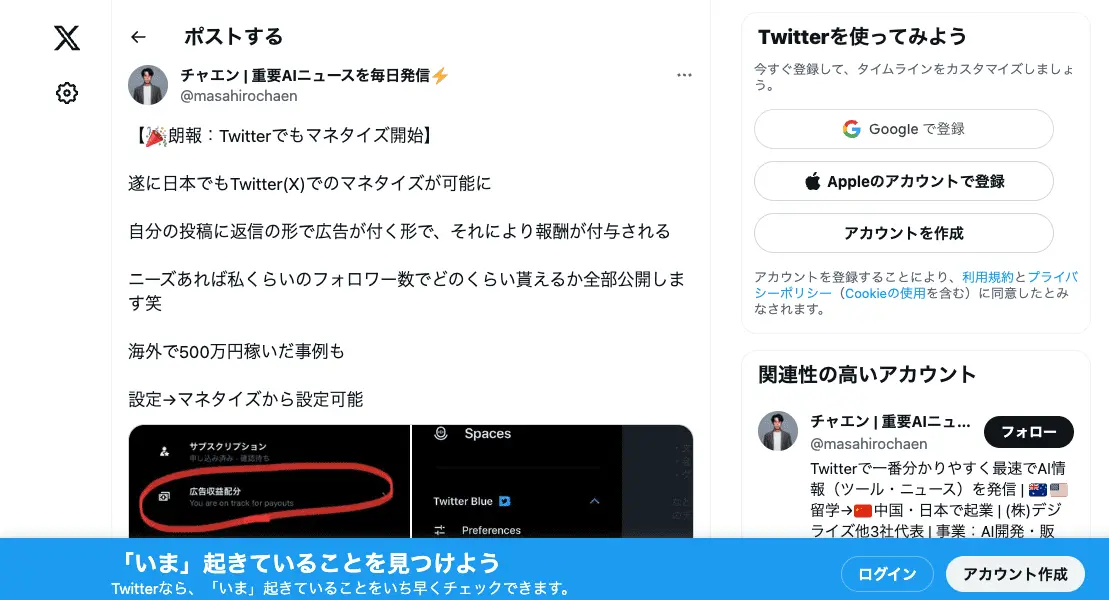 ポストする
チャエン | 重要AIニュースを毎日発信⚡
@masahirochaen
【🎉朗報：Twitterでもマネタイズ開始】
遂に日本でもTwitter(X)でのマネタイズが可能に
自分の投稿に返信の形で広告が付く形で、それにより報酬が付与される
ニーズあれば私くらいのフォロワー数でどのくらい貰えるか全部公開しま
す笑
海外で500万円稼いだ事例も
設定→マネタイズから設定可能
サブスクリプション
申し込み済み・確認待ち
広告収益配分
You are on track for payouts
Spaces
Twitter Blue
Preferences
Twitterを使ってみよう
今すぐ登録して、タイムラインをカスタマイズしましょ
う。
Google で登録
Appleのアカウントで登録
アカウントを作成
アカウントを登録することにより、利用規約とプライバ
シーポリシー（Cookieの使用を含む）に同意したとみ
なされます。
関連性の高いアカウント
チャエン | 重要AIニュ...
@masahirochaen
フォロー
Twitterで一番分かりやすく最速でAI情
報（ツール・ニュース）を発信 | 🇦🇺🇺🇸
留学→🇨🇳中国・日本で起業 | (株)デジ
ライズ他3社代表 | 事業：AI開発・販
「いま」起きていることを見つけよう
Twitterなら、「いま」起きていることをいち早くチェックできます。
ログイン
アカウント作成